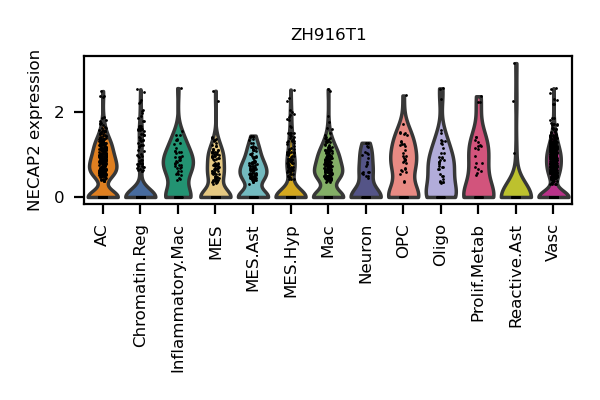 ZH916T1
NECAP2 expression
2
0
AC
Chromatin.Reg
Inflammatory.Mac
MES
MES.Ast
MES.Hyp
Mac
Neuron
OPC
Oligo
Prolif.Metab
Reactive.Ast
Vasc